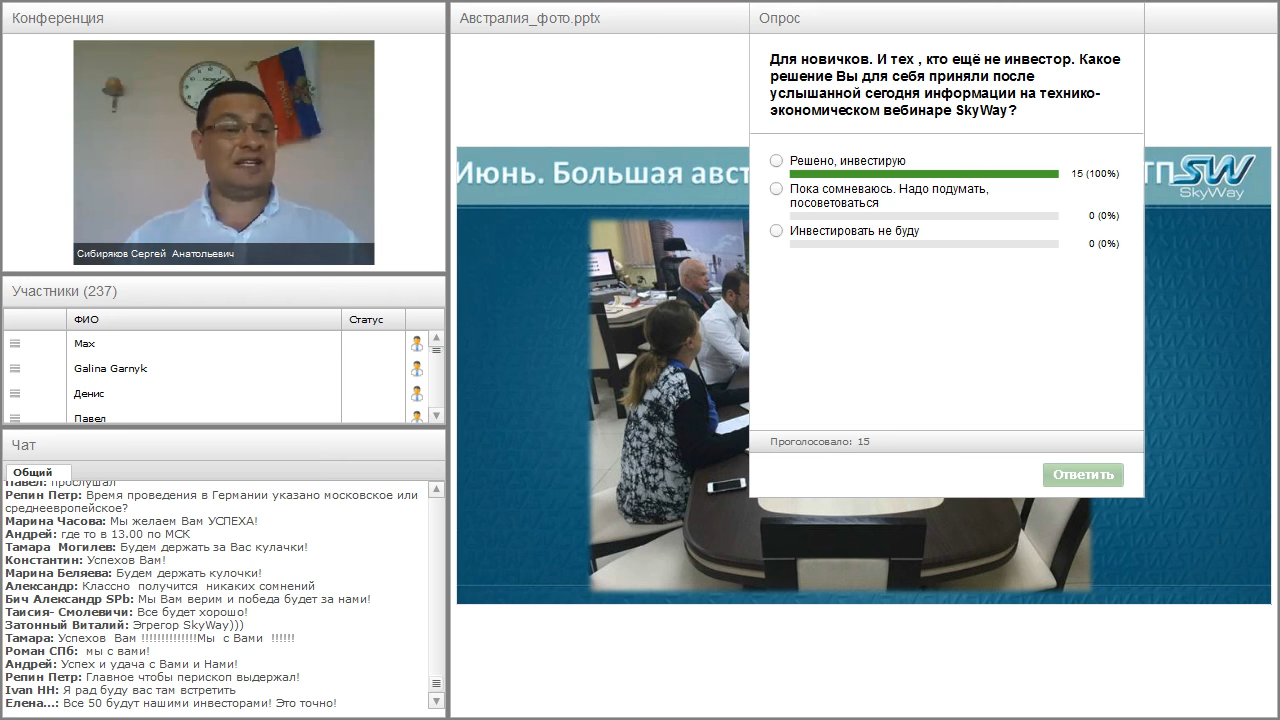 Конференция
Сибиряков Сергей Анатольевич
Участники (237)
ФИО
Статус
Max
Galina Garnyk
Денис
Павел
Чат
Общий
Павел: прослушал
Репин Петр: Время проведения в Германии указано московское или
среднеевропейское?
Марина Часова: Мы желаем Вам УСПЕХА!
Андрей: где то в 13.00 по МСК
Тамара Могилев: Будем держать за Вас кулачки!
Константин: Успехов Вам!
Марина Беляева: Будем держать кулочки!
Александр: Классно получится никаких сомнений
Бич Александр SPb: Мы Вам верим и победа будет за нами!
Таисия- Смолевичи: Все будет хорошо!
Затонный Виталий: Эгрегор SkyWay)))
Тамара: Успехов Вам !!!!!!!!!!!!!!Мы с Вами !!!!!!
Роман СПб: мы с вами!
Андрей: Успех и удача с Вами и Нами!
Репин Петр: Главное чтобы перископ выдержал!
Ivan HH: Я рад буду вас там встретить
Елена...: Все 50 будут нашими инвесторами! Это точно!
Австралия_фото.pptx
Июнь. Большая авст
ТП
SW
SkyWay
Опрос
Для новичков. И тех , кто ещё не инвестор. Какое
решение Вы для себя приняли после
услышанной сегодня информации на технико-
экономическом вебинаре SkyWay?
Решено, инвестирую
15 (100%)
Пока сомневаюсь. Надо подумать,
посоветоваться
0 (0%)
Инвестировать не буду
0 (0%)
Проголосовало: 15
Ответить